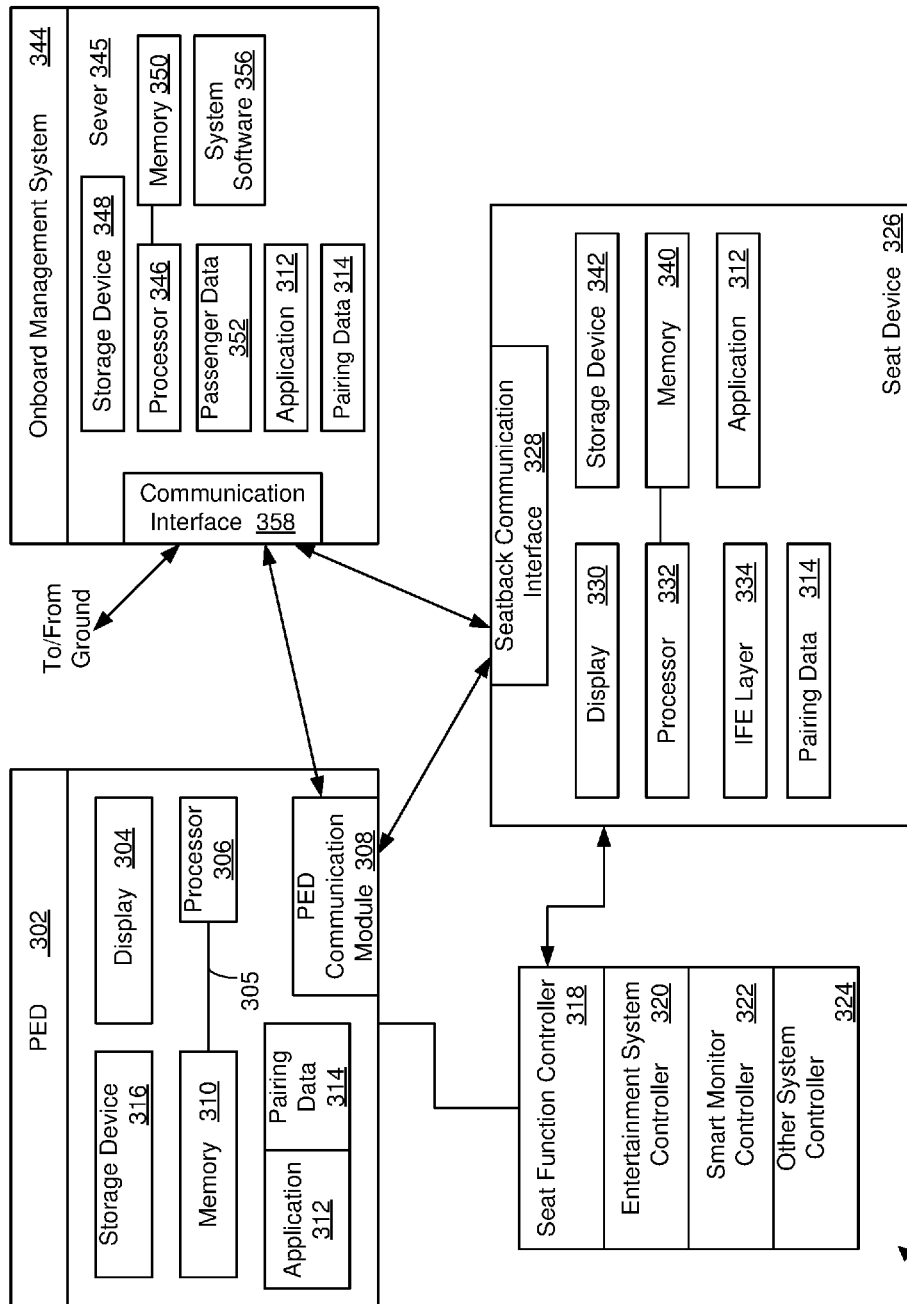 PED 302
Storage Device
316
Display 304
Memory 310
Processor
306
305
Application
312
Pairing
Data
314
PED
Communication
Module 308
To/From
Ground
Onboard Management System 344
Storage Device 348
Sever 345
Processor
346
Memory 350
Passenger Data
352
System
Software 356
Application
312
Pairing Data
314
Communication
Interface 358
Seat Function Controller
318
Entertainment System
Controller 320
Smart Monitor
Controller 322
Other System
Controller 324
Seatback Communication
Interface 328
Display 330
Storage Device 342
Processor 332
Memory 340
IFE Layer 334
Application 312
Pairing Data 314
Seat Device 326